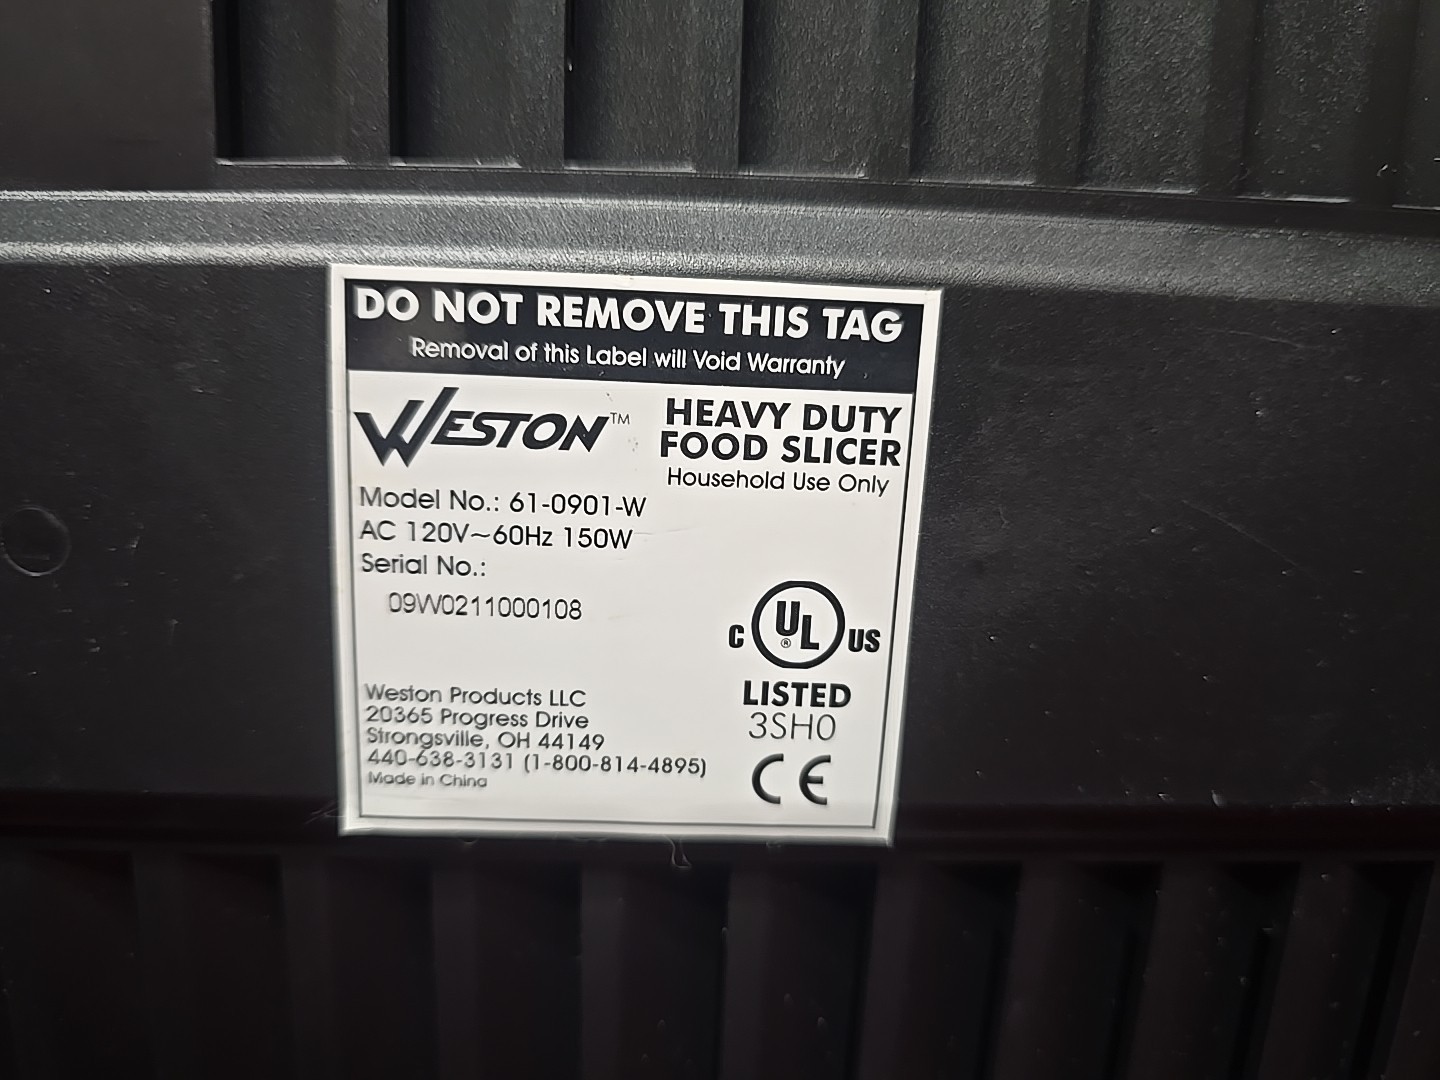 DO NOT REMOVE THIS TAG
Removal of this Label will Void Warranty
WESTON™
HEAVY DUTY
FOOD SLICER
Household Use Only
Model No.: 61-0901-W
AC 120V~60Hz 150W
Serial No.:
09W0211000108
C UL® US
LISTED
3SH0
CE
Weston Products LLC
20365 Progress Drive
Strongsville, OH 44149
440-638-3131 (1-800-814-4895)
Made in China